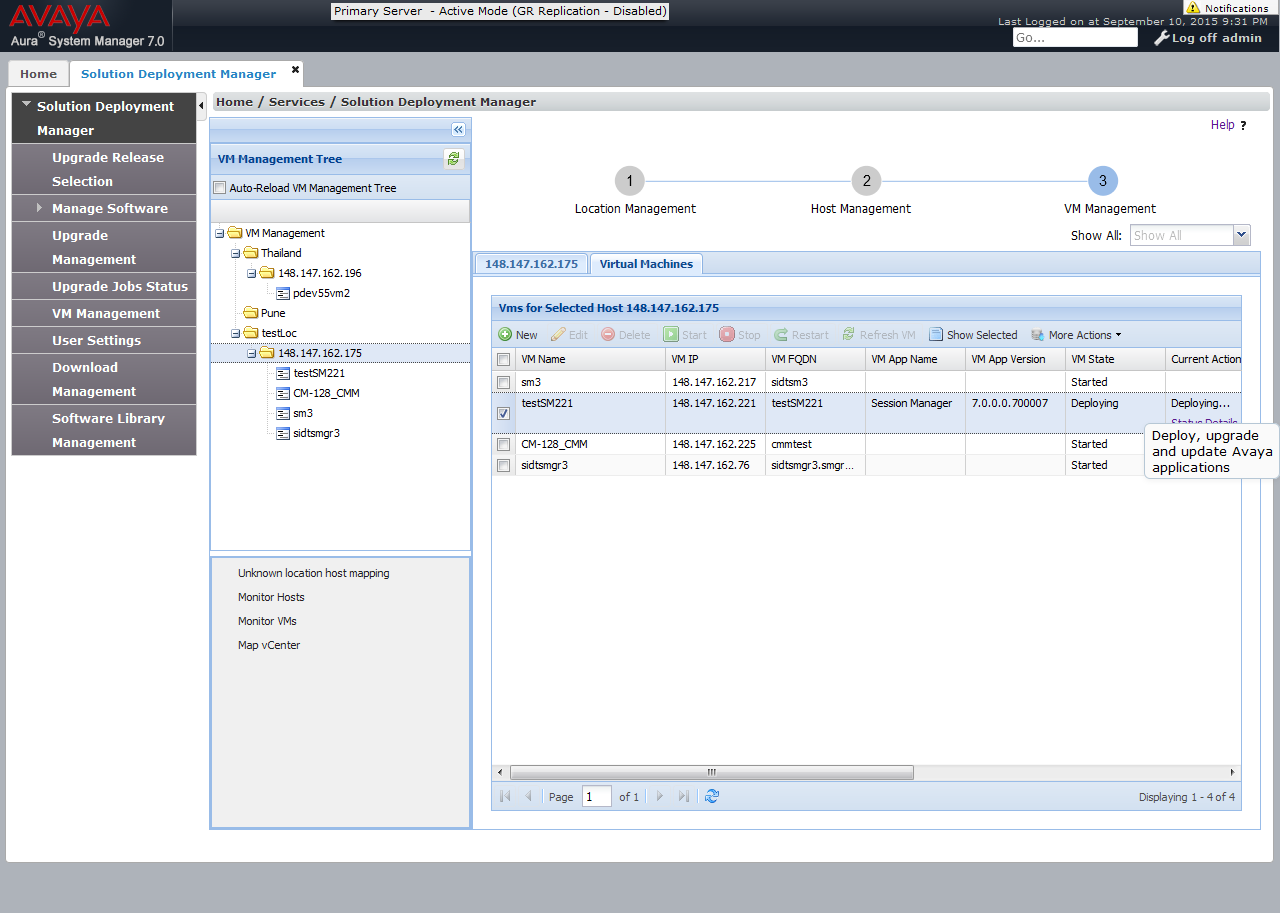 AVAYA
Aura® System Manager 7.0
Primary Server - Active Mode (GR Replication - Disabled)
Notifications
Last Logged on at September 10, 2015 9:31 PM
Go...
Log off admin
Home
Solution Deployment Manager
Solution Deployment
Manager
Upgrade Release
Selection
Manage Software
Upgrade
Management
Upgrade Jobs Status
VM Management
User Settings
Download
Management
Software Library
Management
Home / Services / Solution Deployment Manager
Help ?
VM Management Tree
Auto-Reload VM Management Tree
VM Management
Thailand
148.147.162.196
pdev55vm2
Pune
testLoc
148.147.162.175
testSM221
CM-128_CMM
sm3
sidtsmgr3
Unknown location host mapping
Monitor Hosts
Monitor VMs
Map vCenter
1 2 3
Location Management Host Management VM Management
Show All: Show All
148.147.162.175 Virtual Machines
Vms for Selected Host 148.147.162.175
New Edit Delete Start Stop Restart Refresh VM Show Selected More Actions
VM Name VM IP VM FQDN VM App Name VM App Version VM State Current Action
sm3 148.147.162.217 sidtsm3 Started
testSM221 148.147.162.221 testSM221 Session Manager 7.0.0.0.700007 Deploying Deploying...
Status Details
CM-128_CMM 148.147.162.225 cmmtest Started
sidtsmgr3 148.147.162.76 sidtsmgr3.smgr... Started
Deploy, upgrade
and update Avaya
applications
Page 1 of 1 Displaying 1 - 4 of 4